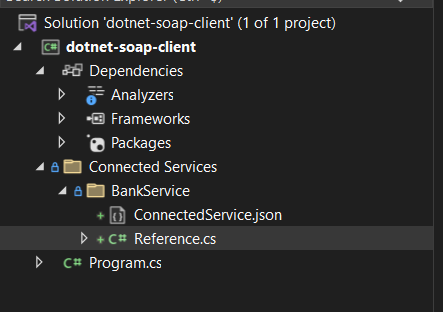 Solution 'dotnet-soap-client' (1 of 1 project)
dotnet-soap-client
Dependencies
Analyzers
Frameworks
Packages
Connected Services
BankService
ConnectedService.json
Reference.cs
Program.cs